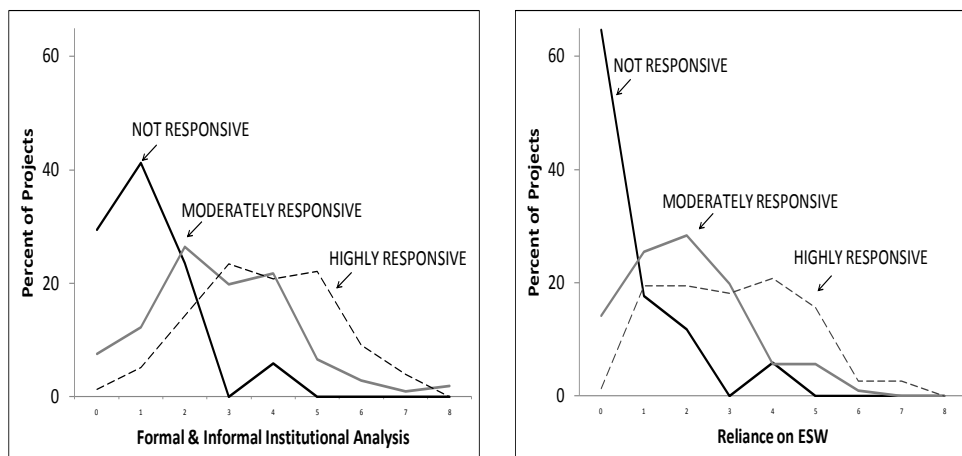 60
40
20
0
Percent of Projects
NOT RESPONSIVE
MODERATELY RESPONSIVE
HIGHLY RESPONSIVE
0 1 2 3 4 5 6 7 8
Formal & Informal Institutional Analysis
60
40
20
0
Percent of Projects
NOT RESPONSIVE
MODERATELY RESPONSIVE
HIGHLY RESPONSIVE
0 1 2 3 4 5 6 7 8
Reliance on ESW